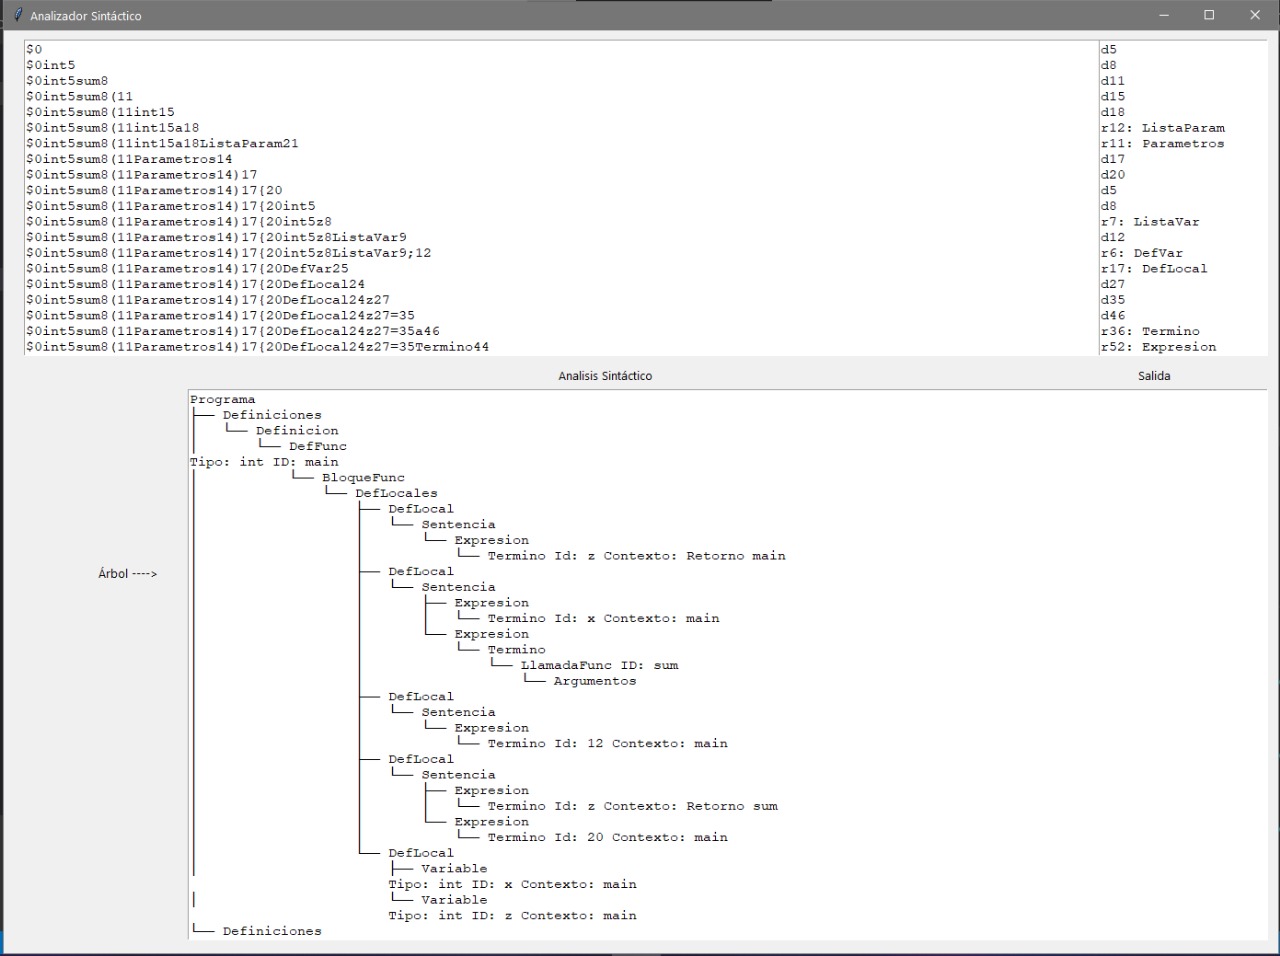 Analizador Sintáctico
$0
$0int5
$0int5sum8
$0int5sum8(11
$0int5sum8(11int15
$0int5sum8(11int15a18
$0int5sum8(11int15a18ListaParam21
$0int5sum8(11Parametros14
$0int5sum8(11Parametros14)17
$0int5sum8(11Parametros14)17{20
$0int5sum8(11Parametros14)17{20int5
$0int5sum8(11Parametros14)17{20int5z8
$0int5sum8(11Parametros14)17{20int5z8ListaVar9
$0int5sum8(11Parametros14)17{20int5z8ListaVar9;12
$0int5sum8(11Parametros14)17{20DefVar25
$0int5sum8(11Parametros14)17{20DefLocal24
$0int5sum8(11Parametros14)17{20DefLocal24z27
$0int5sum8(11Parametros14)17{20DefLocal24z27=35
$0int5sum8(11Parametros14)17{20DefLocal24z27=35a46
$0int5sum8(11Parametros14)17{20DefLocal24z27=35Termino44
d5
d8
d11
d15
d18
r12: ListaParam
r11: Parametros
d17
d20
d5
d8
r7: ListaVar
d12
r6: DefVar
r17: DefLocal
d27
d35
d46
r36: Termino
r52: Expresion
Analisis Sintáctico
Salida
Árbol ---->
Programa
├── Definiciones
│   └── Definicion
│       └── DefFunc
Tipo: int ID: main
│           └── BloqueFunc
│               └── DefLocales
│                   ├── DefLocal
│                   │   └── Sentencia
│                   │       └── Expresion
│                   │           └── Termino Id: z Contexto: Retorno main
│                   ├── DefLocal
│                   │   └── Sentencia
│                   │       ├── Expresion
│                   │       │   └── Termino Id: x Contexto: main
│                   │       └── Expresion
│                   │           └── Termino
│                   │               └── LlamadaFunc ID: sum
│                   │                   └── Argumentos
│                   ├── DefLocal
│                   │   └── Sentencia
│                   │       └── Expresion
│                   │           └── Termino Id: 12 Contexto: main
│                   ├── DefLocal
│                   │   └── Sentencia
│                   │       ├── Expresion
│                   │       │   └── Termino Id: z Contexto: Retorno sum
│                   │       └── Expresion
│                   │           └── Termino Id: 20 Contexto: main
│                   └── DefLocal
│                       ├── Variable
                        Tipo: int ID: x Contexto: main
│                       └── Variable
                        Tipo: int ID: z Contexto: main
└── Definiciones